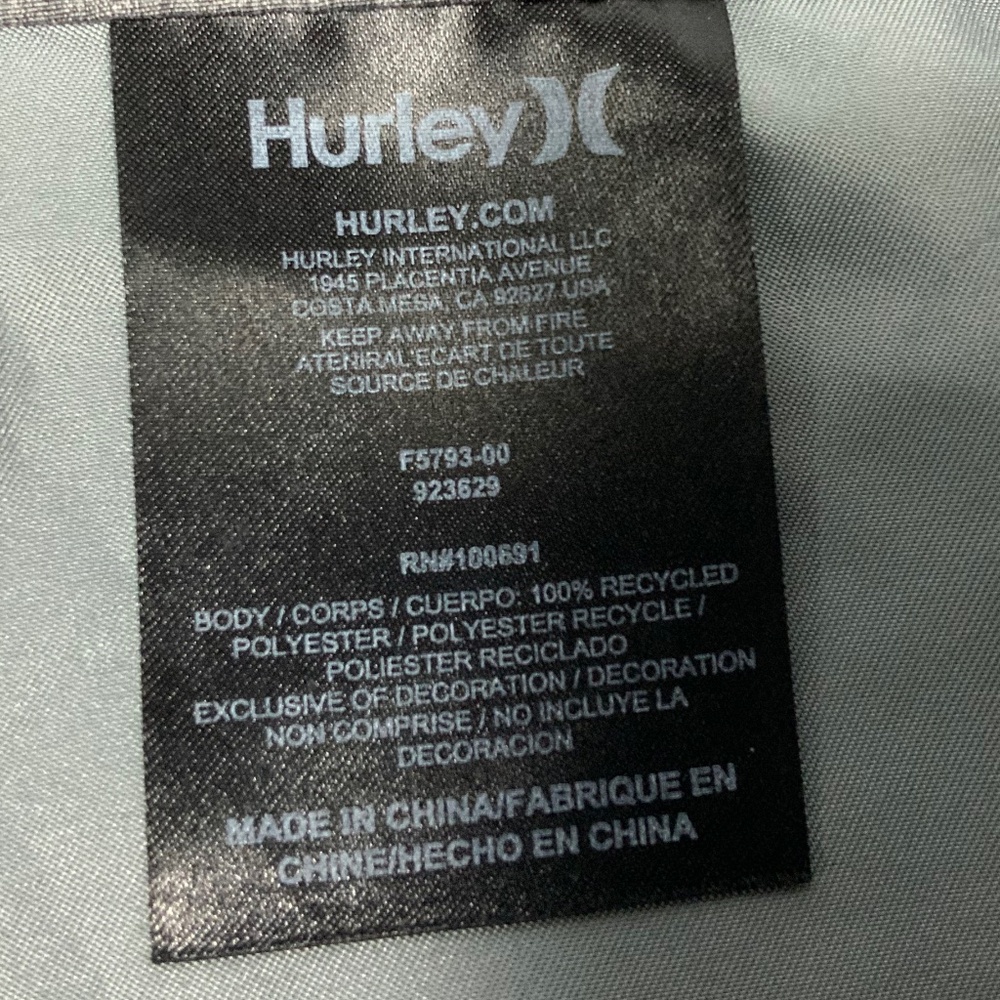 Hurley
HURLEY.COM
HURLEY INTERNATIONAL LLC
1945 PLACENTIA AVENUE
COSTA MESA, CA 92627 USA
KEEP AWAY FROM FIRE
ATENIRAL'ECART DE TOUTE
SOURCE DE CHALEUR
F5793-00
923629
RN#100691
BODY / CORPS / CUERPO: 100% RECYCLED
POLYESTER / POLYESTER RECYCLE /
POLIESTER RECICLADO
EXCLUSIVE OF DECORATION / DECORATION
NON COMPRISE / NO INCLUYE LA
DECORACION
MADE IN CHINA/FABRIQUE EN
CHINE/HECHO EN CHINA